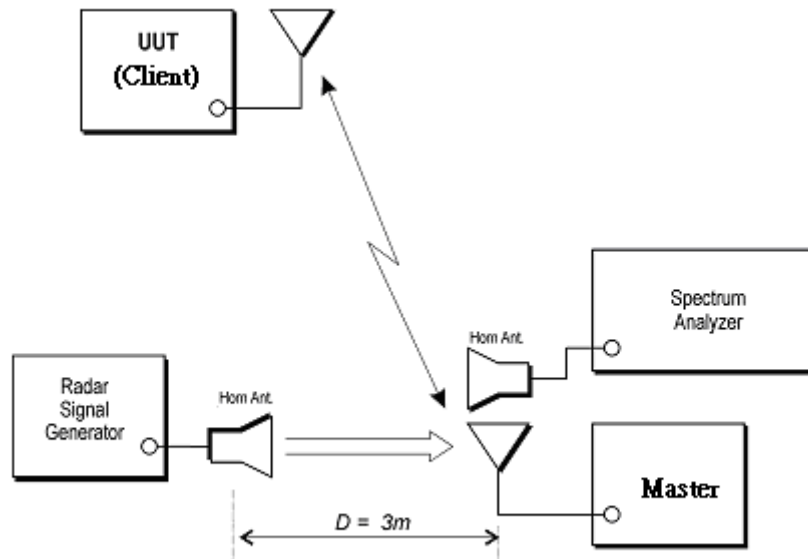 UUT
(Client)
Spectrum
Analyzer
Horn Ant.
Radar
Signal
Generator
Horn Ant.
Master
D = 3m